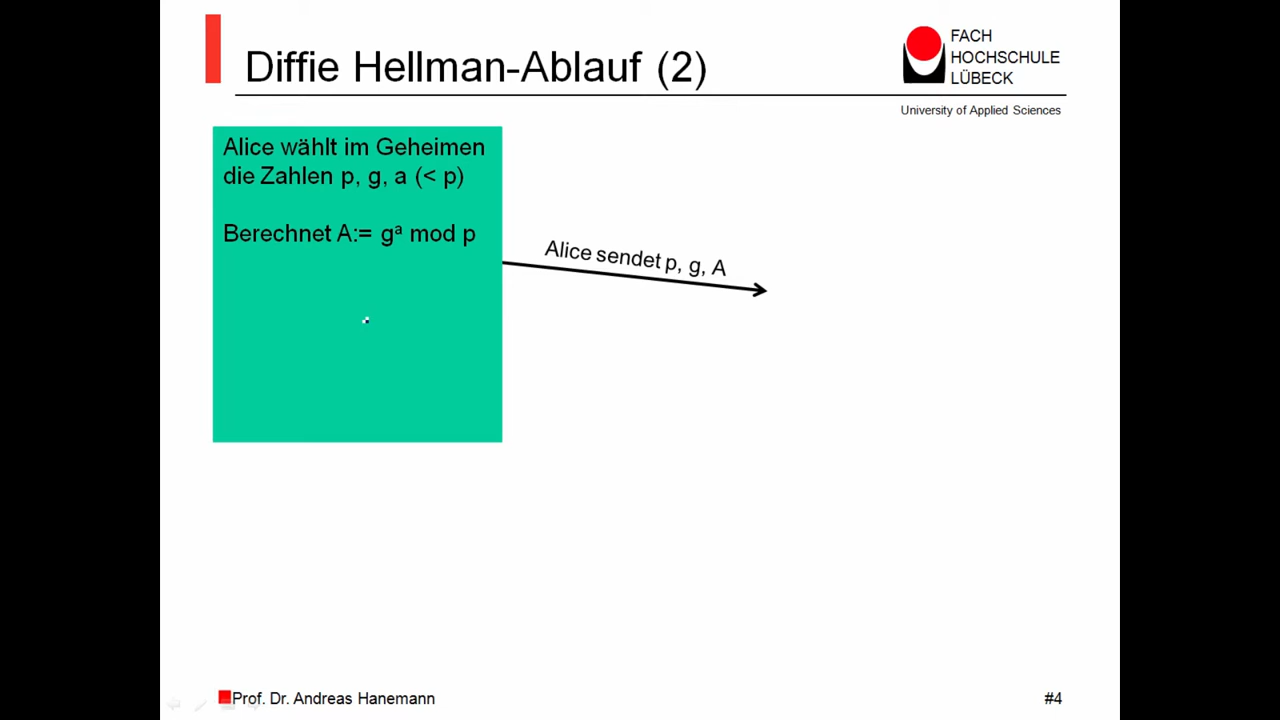 Diffie Hellman-Ablauf (2)
FACH
HOCHSCHULE
LÜBECK
University of Applied Sciences
Alice wählt im Geheimen
die Zahlen p, g, a (< p)
Berechnet A:= gᵃ mod p
Alice sendet p, g, A
Prof. Dr. Andreas Hanemann
#4